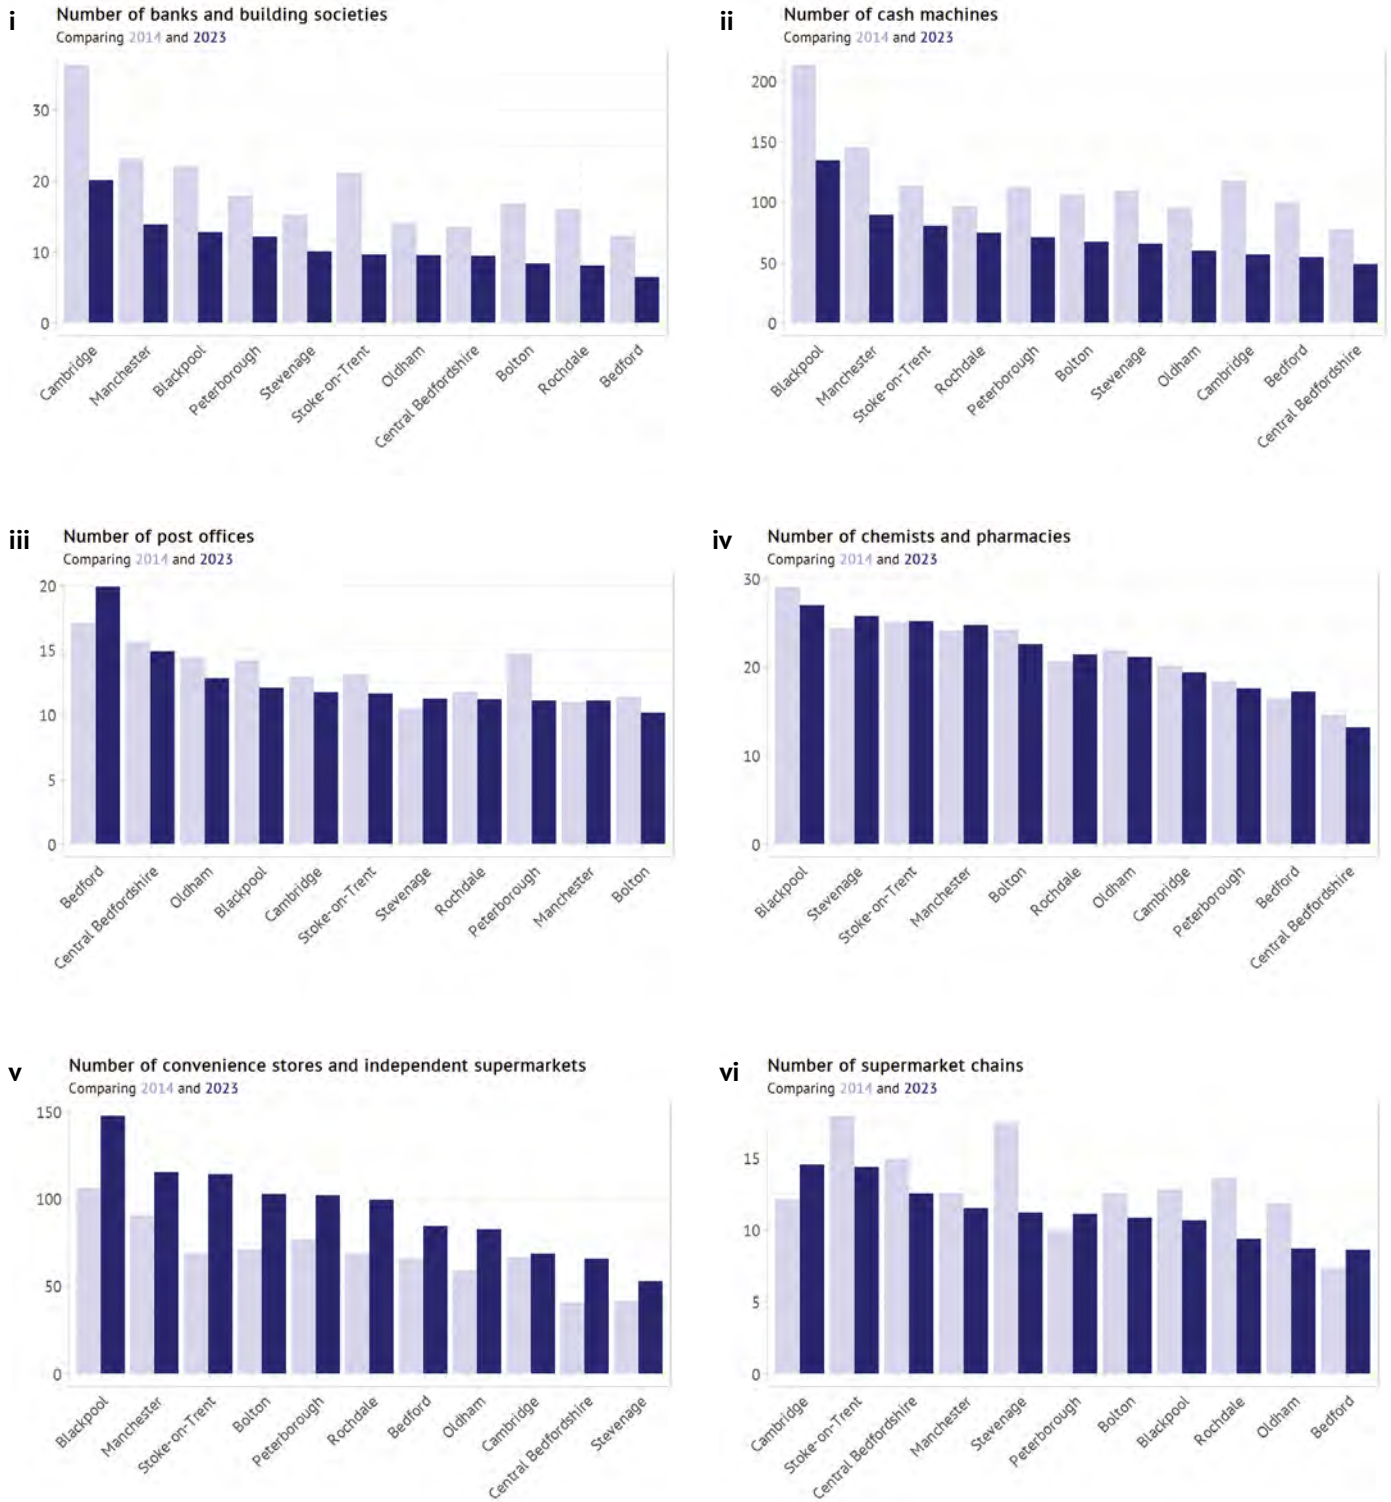 i
Number of banks and building societies
Comparing 2014 and 2023
30
20
10
0
Cambridge
Manchester
Blackpool
Peterborough
Stevenage
Stoke-on-Trent
Oldham
Central Bedfordshire
Bolton
Rochdale
Bedford
ii
Number of cash machines
Comparing 2014 and 2023
200
150
100
50
0
Blackpool
Manchester
Stoke-on-Trent
Rochdale
Peterborough
Bolton
Stevenage
Oldham
Cambridge
Bedford
Central Bedfordshire
iii
Number of post offices
Comparing 2014 and 2023
20
15
10
5
0
Bedford
Central Bedfordshire
Oldham
Blackpool
Cambridge
Stoke-on-Trent
Stevenage
Rochdale
Peterborough
Manchester
Bolton
iv
Number of chemists and pharmacies
Comparing 2014 and 2023
30
20
10
0
Blackpool
Stevenage
Stoke-on-Trent
Manchester
Bolton
Rochdale
Oldham
Cambridge
Peterborough
Bedford
Central Bedfordshire
v
Number of convenience stores and independent supermarkets
Comparing 2014 and 2023
150
100
50
0
Blackpool
Manchester
Stoke-on-Trent
Bolton
Peterborough
Rochdale
Bedford
Oldham
Cambridge
Central Bedfordshire
Stevenage
vi
Number of supermarket chains
Comparing 2014 and 2023
15
10
5
0
Cambridge
Stoke-on-Trent
Central Bedfordshire
Manchester
Stevenage
Peterborough
Bolton
Blackpool
Rochdale
Oldham
Bedford